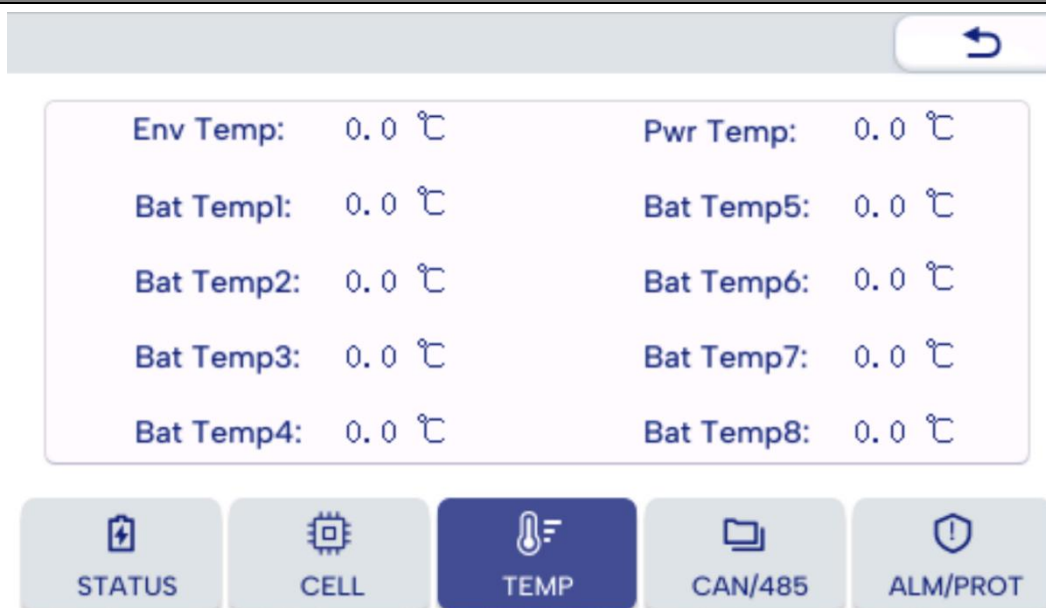 Env Temp: 0.0 ℃ Pwr Temp: 0.0 ℃
Bat Temp1: 0.0 ℃ Bat Temp5: 0.0 ℃
Bat Temp2: 0.0 ℃ Bat Temp6: 0.0 ℃
Bat Temp3: 0.0 ℃ Bat Temp7: 0.0 ℃
Bat Temp4: 0.0 ℃ Bat Temp8: 0.0 ℃
STATUS CELL TEMP CAN/485 ALM/PROT